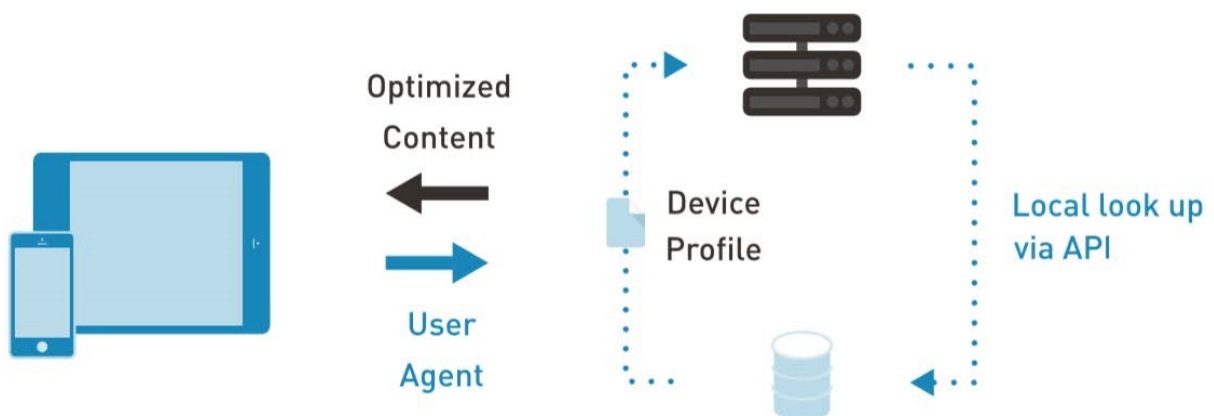 Optimized
Content
User
Agent
Device
Profile
Local look up
via API